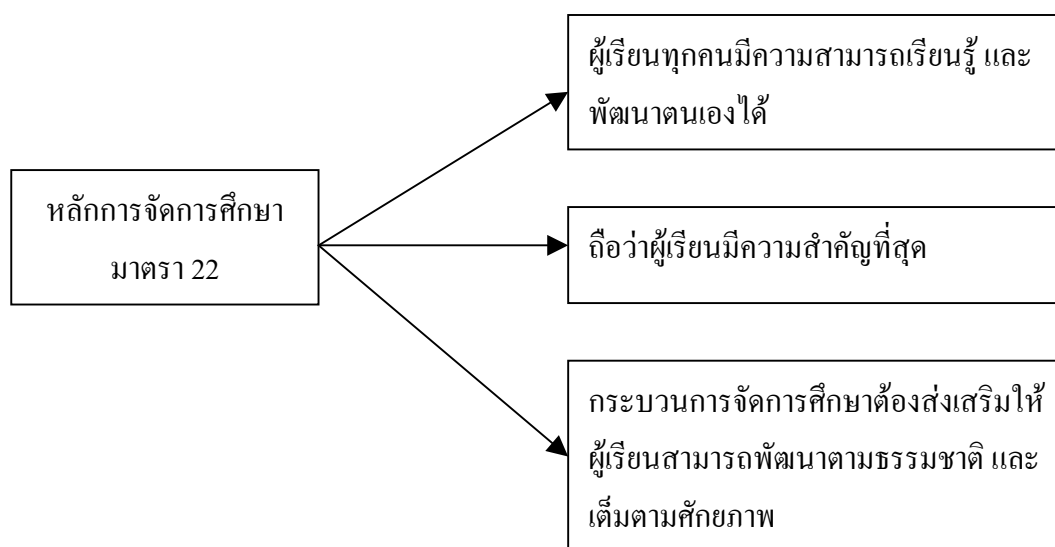 ผู้เรียนทุกคนมีความสามารถเรียนรู้ และ
พัฒนาตนเองได้
หลักการจัดการศึกษา
มาตรา 22
ถือว่าผู้เรียนมีความสำคัญที่สุด
กระบวนการจัดการศึกษาต้องส่งเสริมให้
ผู้เรียนสามารถพัฒนาตามธรรมชาติ และ
เต็มตามศักยภาพ